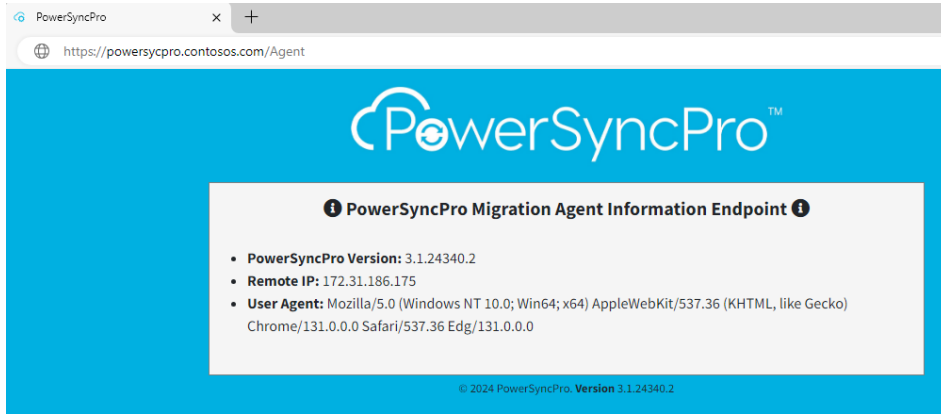 PowerSyncPro
https://powersycpro.contosos.com/Agent
PowerSyncPro™
PowerSyncPro Migration Agent Information Endpoint
• PowerSyncPro Version: 3.1.24340.2
• Remote IP: 172.31.186.175
• User Agent: Mozilla/5.0 (Windows NT 10.0; Win64; x64) AppleWebKit/537.36 (KHTML, like Gecko)
Chrome/131.0.0.0 Safari/537.36 Edg/131.0.0.0
© 2024 PowerSyncPro. Version 3.1.24340.2